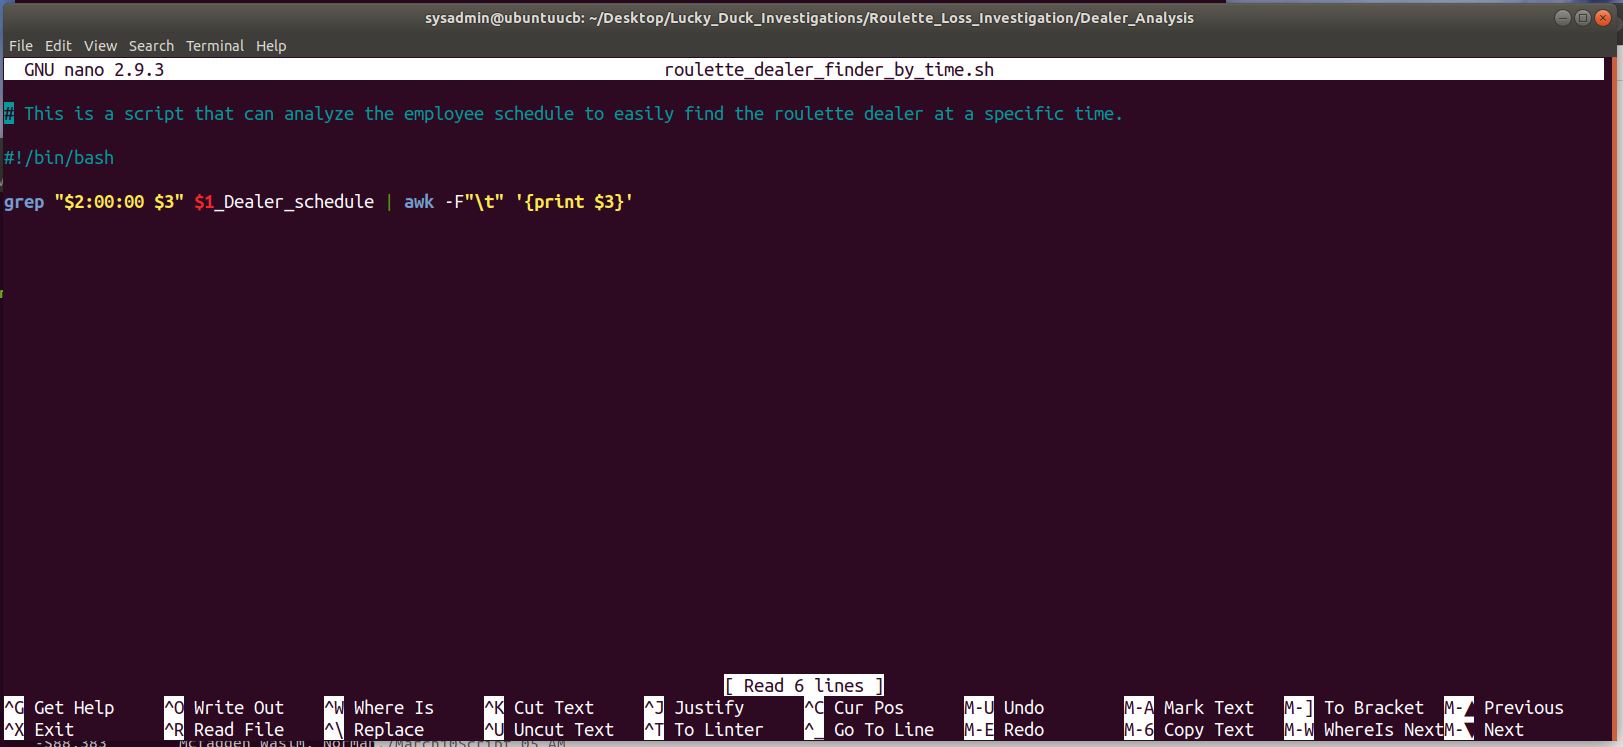 sysadmin@ubuntuucb: ~/Desktop/Lucky_Duck_Investigations/Roulette_Loss_Investigation/Dealer_Analysis
File Edit View Search Terminal Help
GNU nano 2.9.3 roulette_dealer_finder_by_time.sh
# This is a script that can analyze the employee schedule to easily find the roulette dealer at a specific time.
#!/bin/bash
grep "$2:00:00 $3" $1_Dealer_schedule | awk -F"\t" '{print $3}'
[ Read 6 lines ]
^G Get Help ^O Write Out ^W Where Is ^K Cut Text ^J Justify ^C Cur Pos M-U Undo M-A Mark Text M-] To Bracket M-▲ Previous
^X Exit ^R Read File ^\ Replace ^U Uncut Text ^T To Linter ^_ Go To Line M-E Redo M-6 Copy Text M-W WhereIs Next M-▼ Next